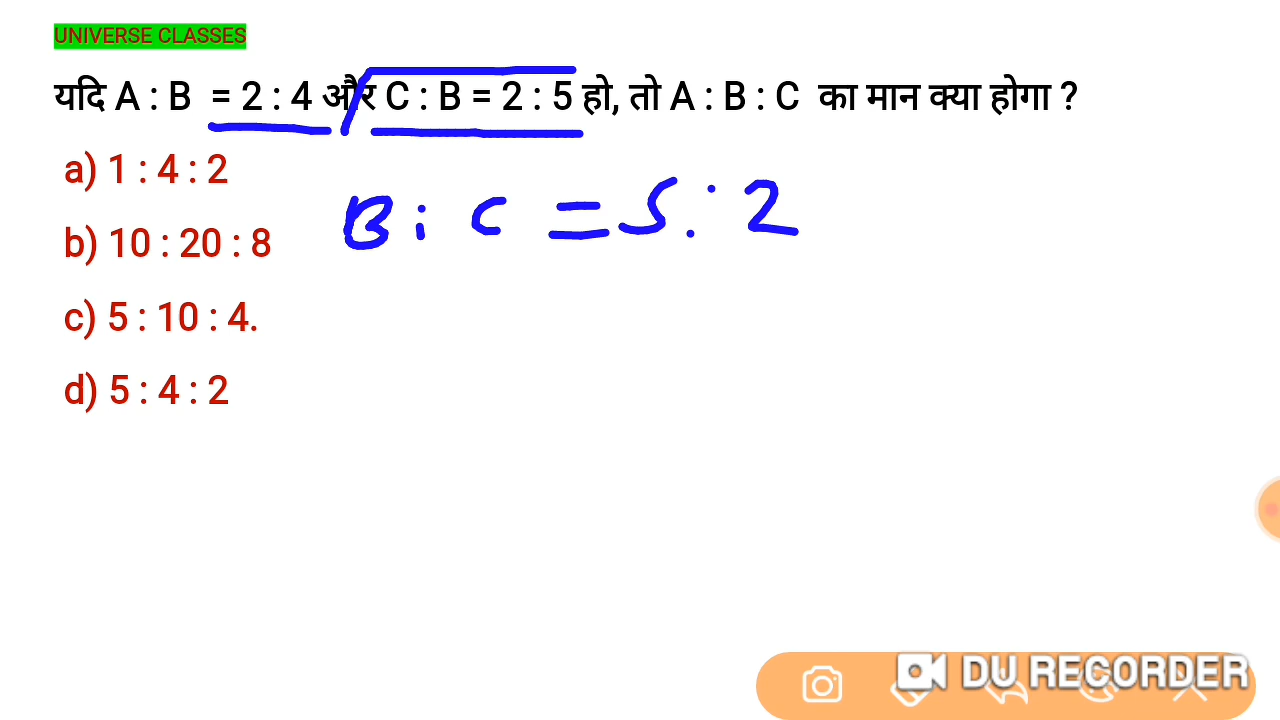 UNIVERSE CLASSES
यदि A : B = 2 : 4 और C : B = 2 : 5 हो, तो A : B : C का मान क्या होगा ?
a) 1 : 4 : 2
B : C = 5 : 2
b) 10 : 20 : 8
c) 5 : 10 : 4.
d) 5 : 4 : 2
DU RECORDER